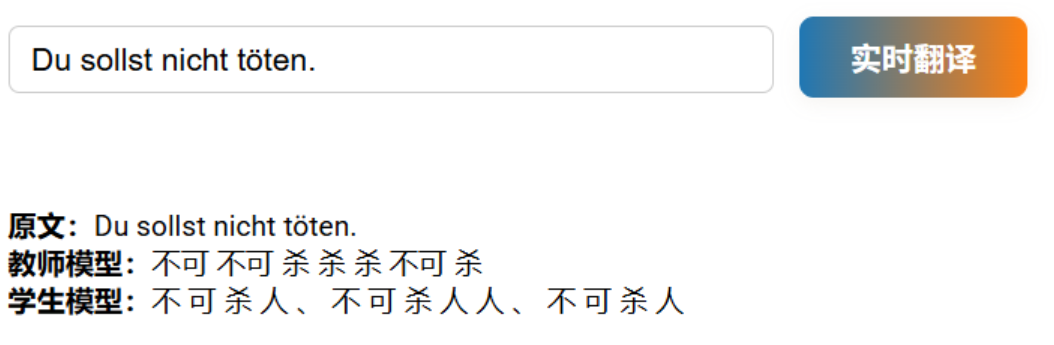 Du sollst nicht töten.
实时翻译
原文：Du sollst nicht töten.
教师模型：不可 不可 杀 杀 杀 不可 杀
学生模型：不 可 杀 人 、 不 可 杀 人 人 、 不 可 杀 人